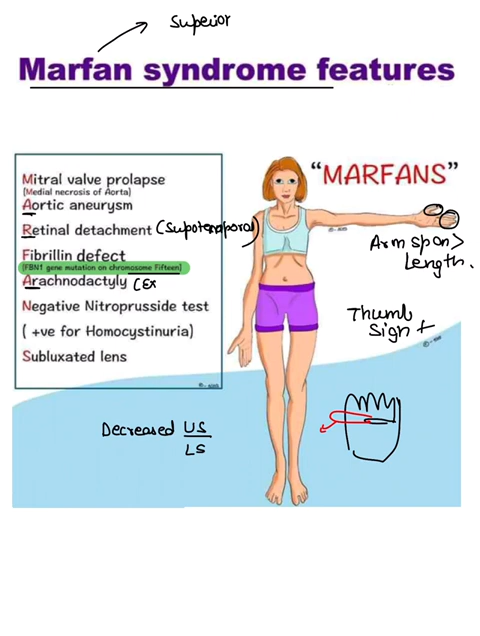 Superior
Marfan syndrome features
Mitral valve prolapse
(Medial necrosis of Aorta)
Aortic aneurysm
Retinal detachment (Supotemporal)
Fibrillin defect
(FBN1 gene mutation on chromosome Fifteen)
Arachnodactyly (Ex
Negative Nitroprusside test
( +ve for Homocystinuria)
Subluxated lens
"MARFANS"
Arm span >
Length.
Thumb
Sign +
Decreased US
LS